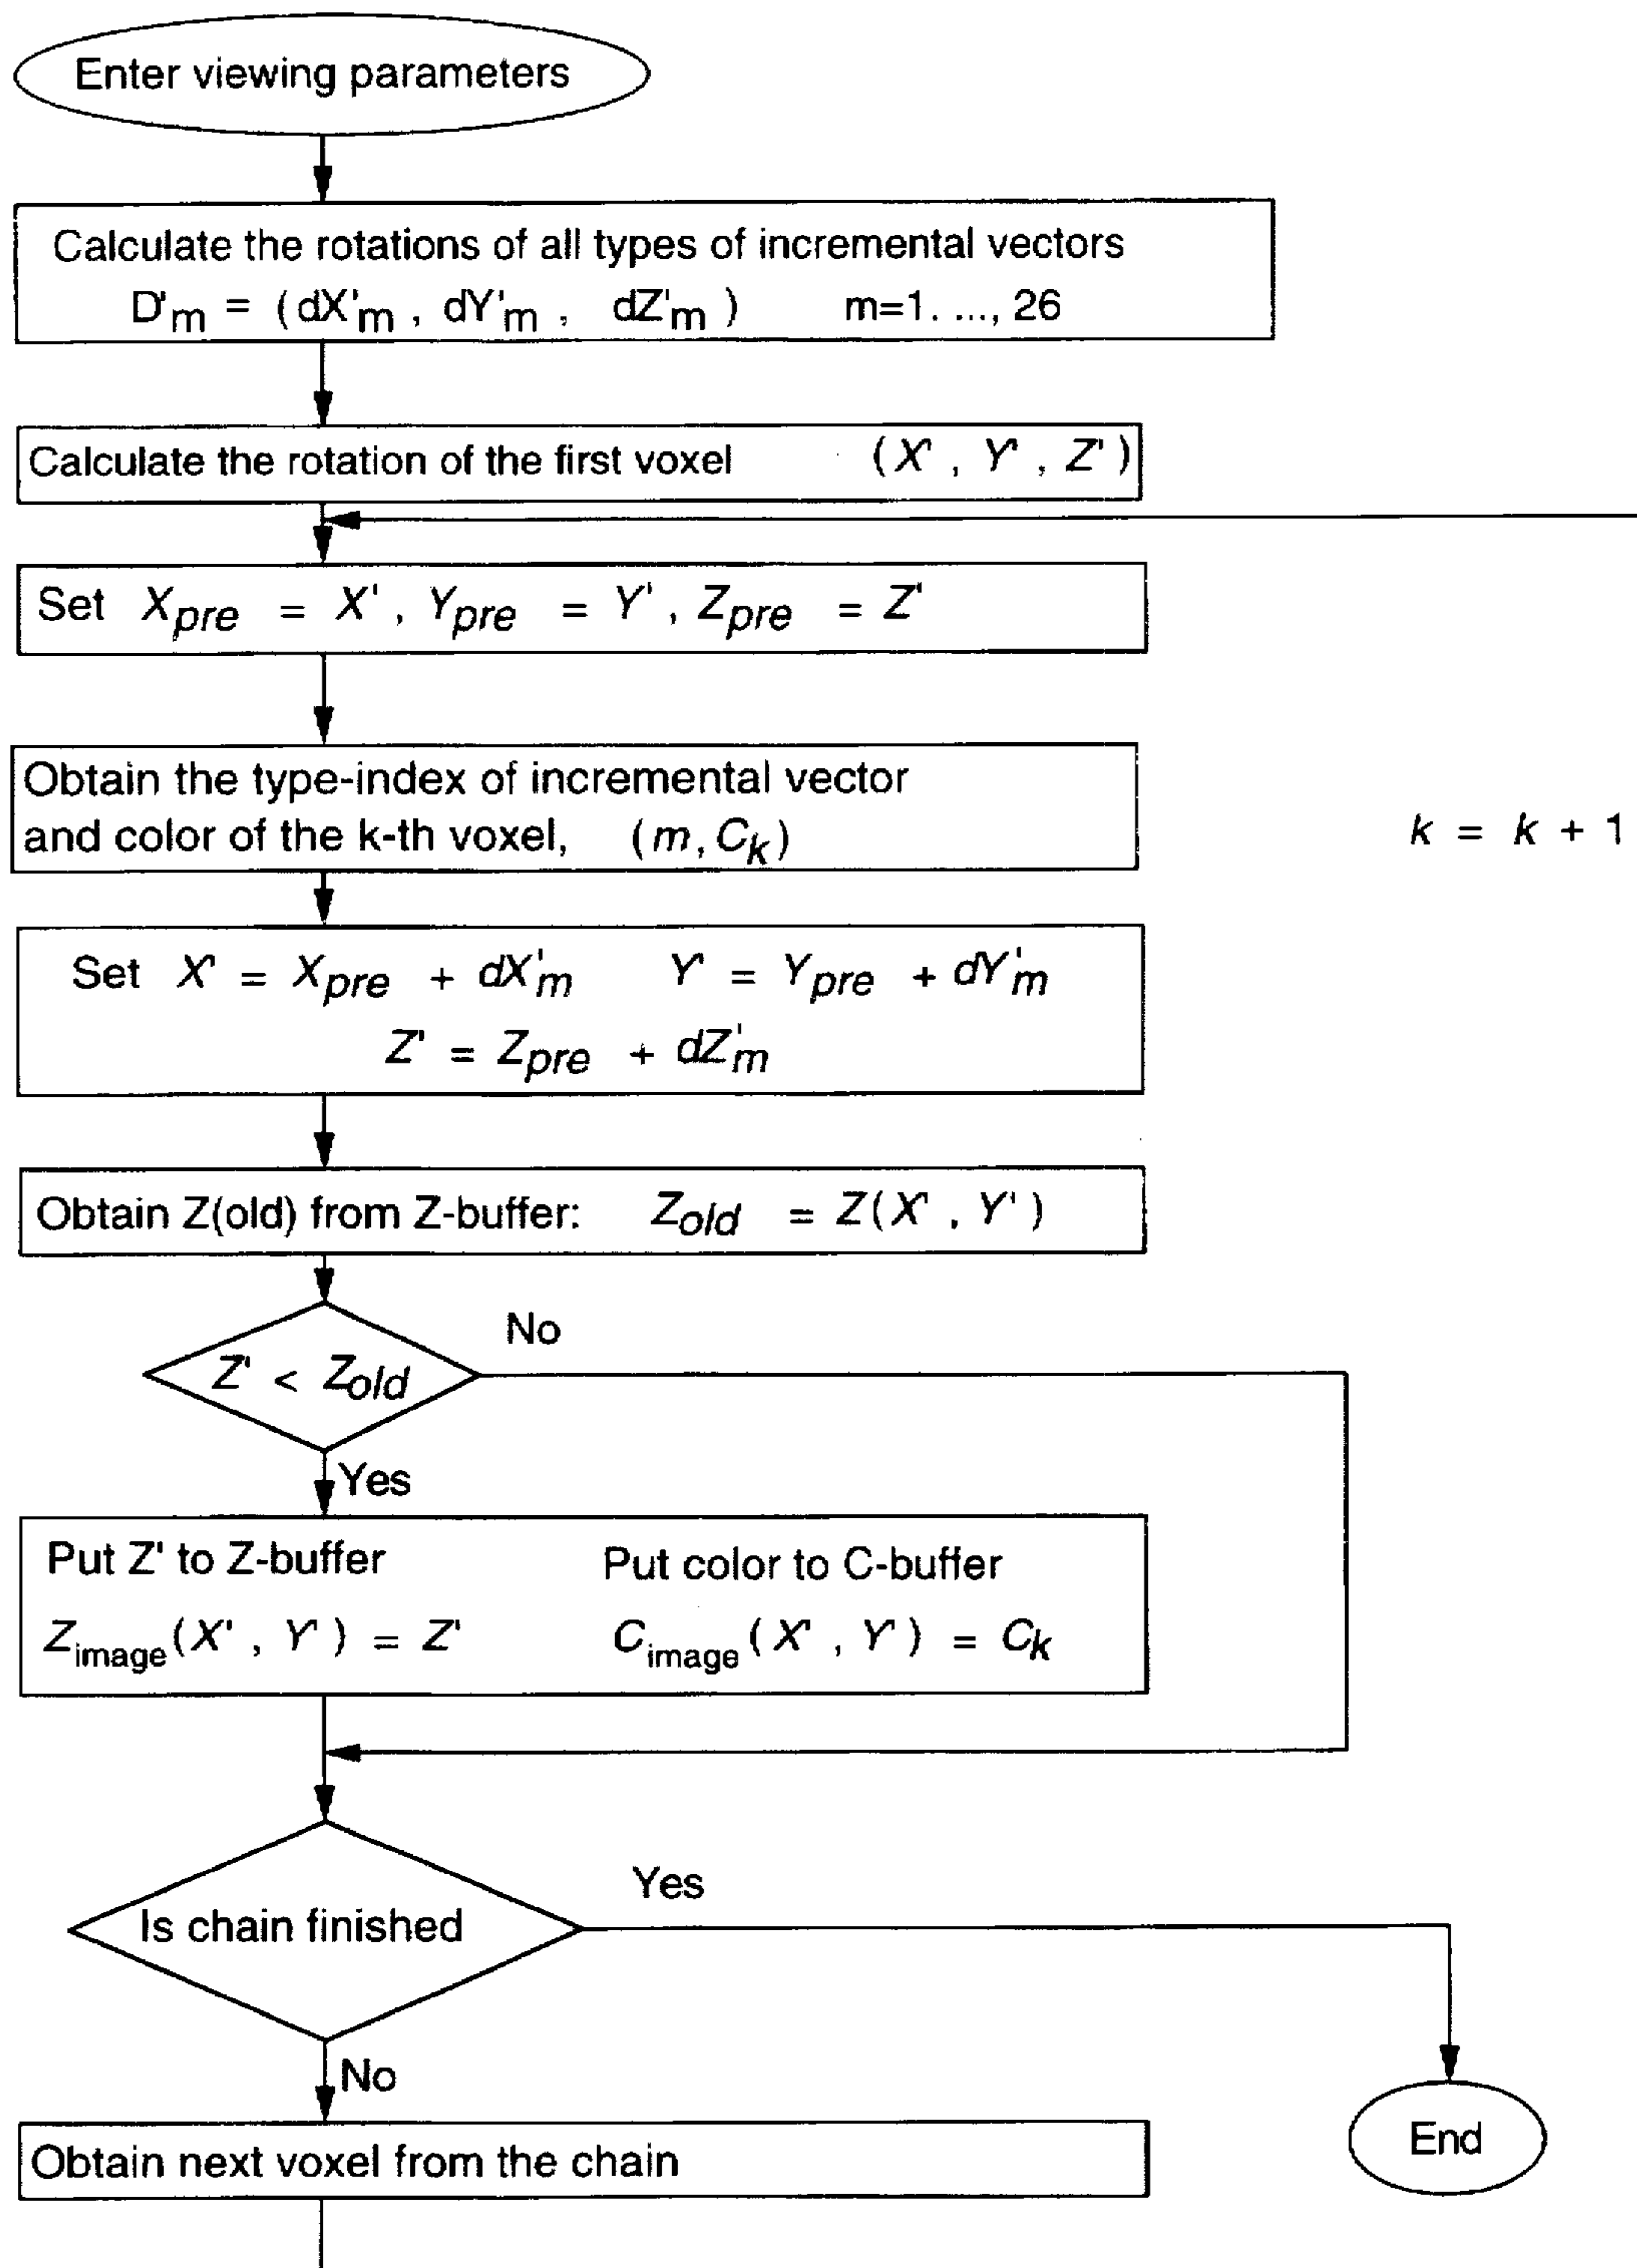 Enter viewing parameters
Calculate the rotations of all types of incremental vectors
D'm = (dX'm , dY'm , dZ'm ) m=1. ..., 26
Calculate the rotation of the first voxel (X' , Y' , Z' )
Set Xpre = X' , Ypre = Y' , Zpre = Z'
Obtain the type-index of incremental vector
and color of the k-th voxel, (m, Ck)
k = k + 1
Set X' = Xpre + dX'm Y' = Ypre + dY'm
Z' = Zpre + dZ'm
Obtain Z(old) from Z-buffer: Zold = Z(X' , Y' )
No
Z' < Zold
Yes
Put Z' to Z-buffer Put color to C-buffer
Zimage(X' , Y' ) = Z' Cimage(X' , Y' ) = Ck
Yes
Is chain finished
No
Obtain next voxel from the chain
End